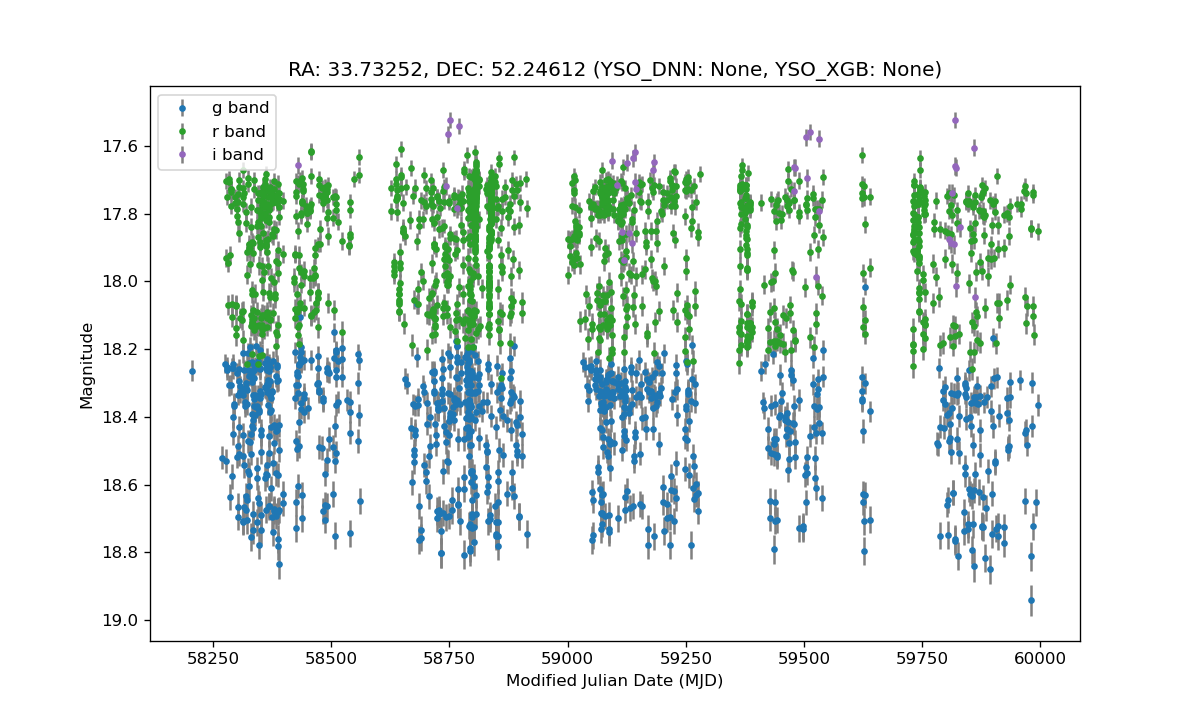 RA: 33.73252, DEC: 52.24612 (YSO_DNN: None, YSO_XGB: None)
g band
r band
i band
17.6
17.8
18.0
18.2
18.4
18.6
18.8
19.0
Magnitude
58250 58500 58750 59000 59250 59500 59750 60000
Modified Julian Date (MJD)